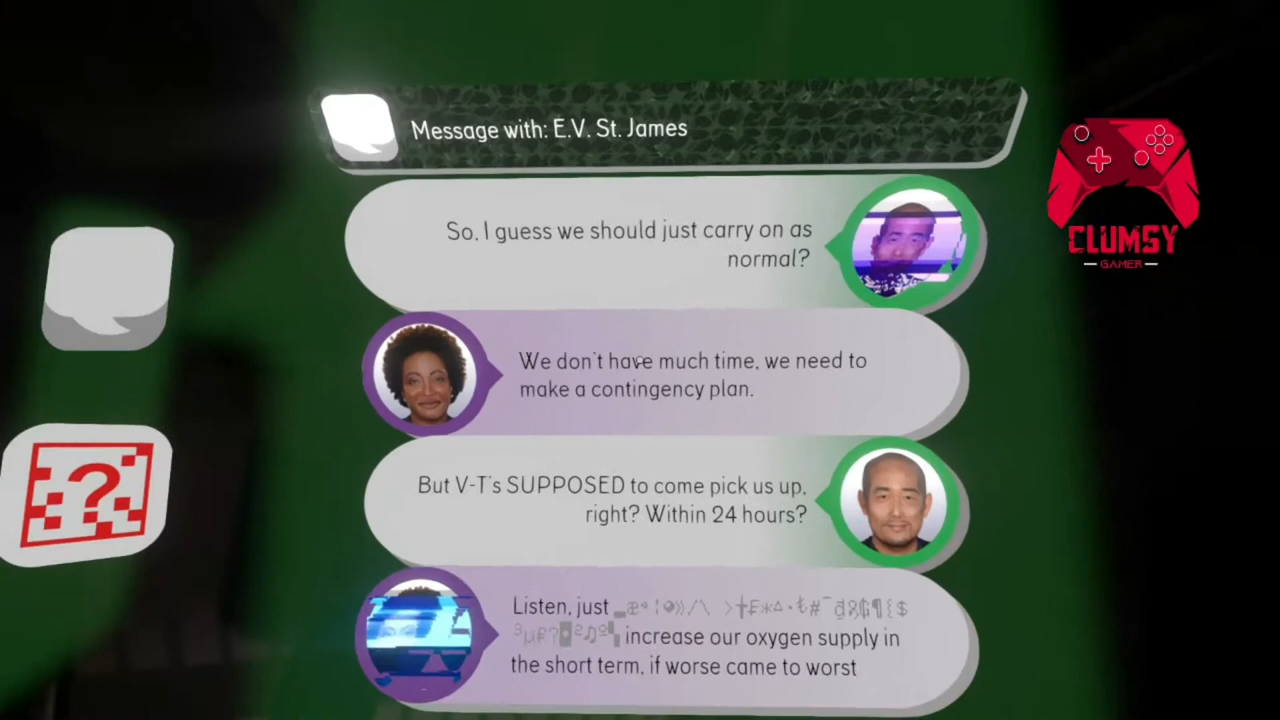 Message with: E.V. St. James
So, I guess we should just carry on as
normal?
We don't have much time, we need to
make a contingency plan.
But V-T's SUPPOSED to come pick us up,
right? Within 24 hours?
Listen, just
increase our oxygen supply in
the short term, if worse came to worst
?
CLUMSY
GAMER